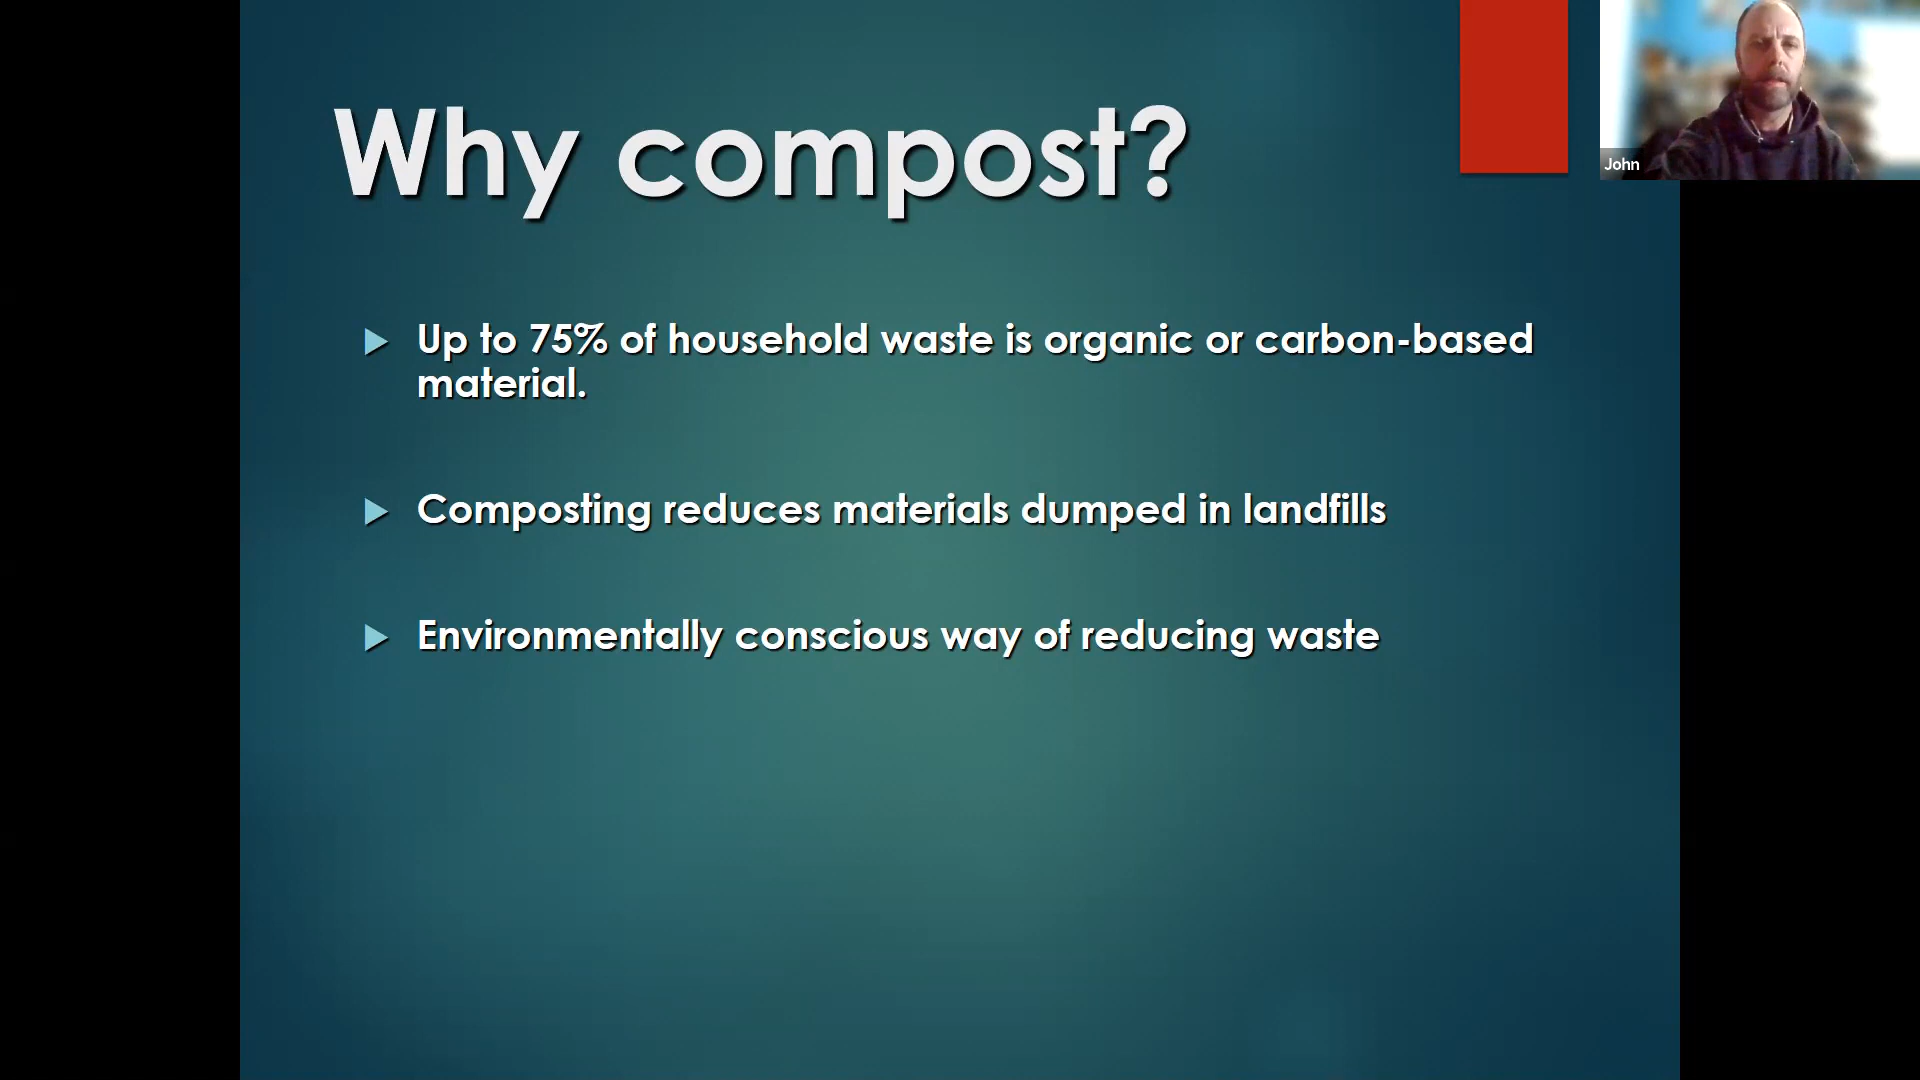 Why compost?
Up to 75% of household waste is organic or carbon-based
material.
Composting reduces materials dumped in landfills
Environmentally conscious way of reducing waste
John